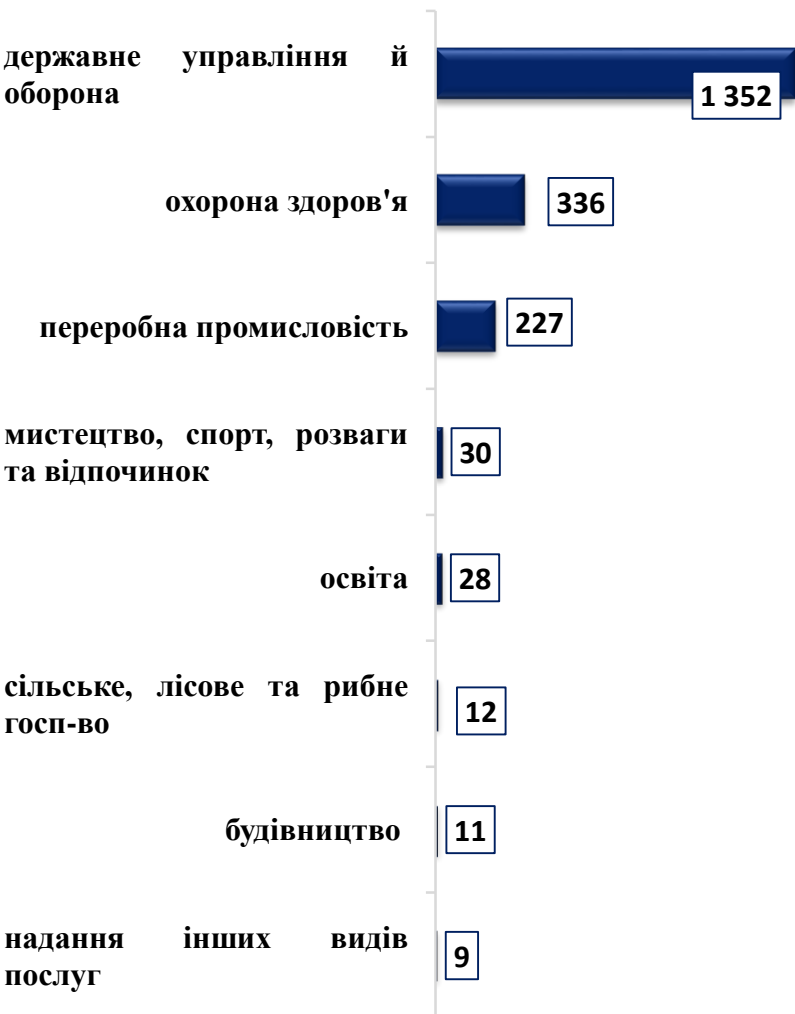 державне управління й
оборона
1 352
охорона здоров'я
336
переробна промисловість
227
мистецтво, спорт, розваги
та відпочинок
30
освіта
28
сільське, лісове та рибне
госп-во
12
будівництво
11
надання інших видів
послуг
9